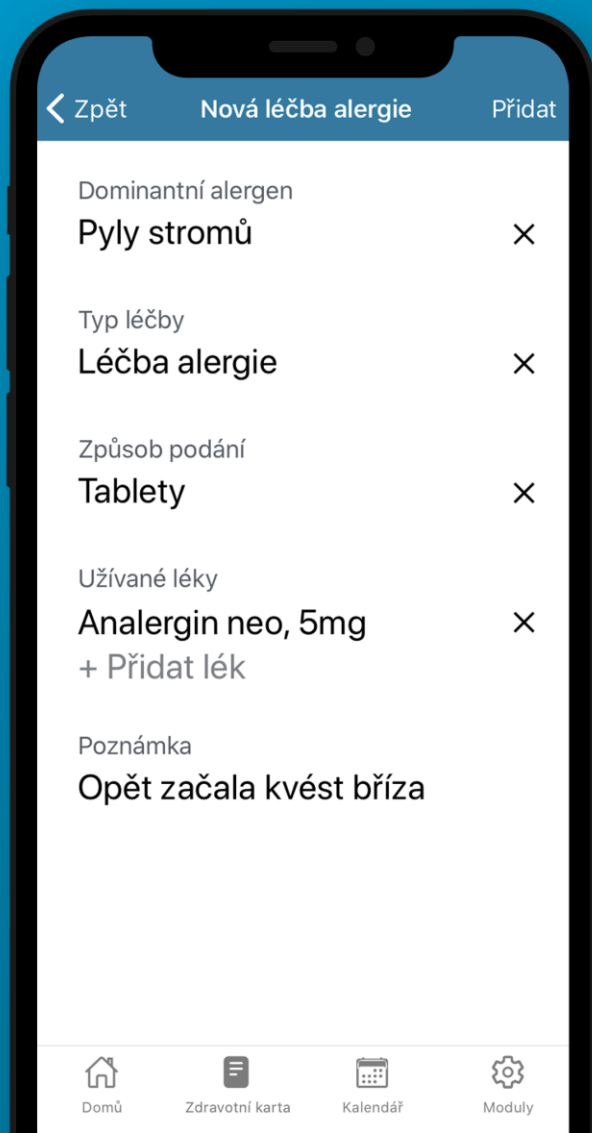 Zpět Nová léčba alergie Přidat
Dominantní alergen
Pyly stromů
Typ léčby
Léčba alergie
Způsob podání
Tablety
Užívané léky
Analergin neo, 5mg
+ Přidat lék
Poznámka
Opět začala kvést bříza
Domů Zdravotní karta Kalendář Moduly